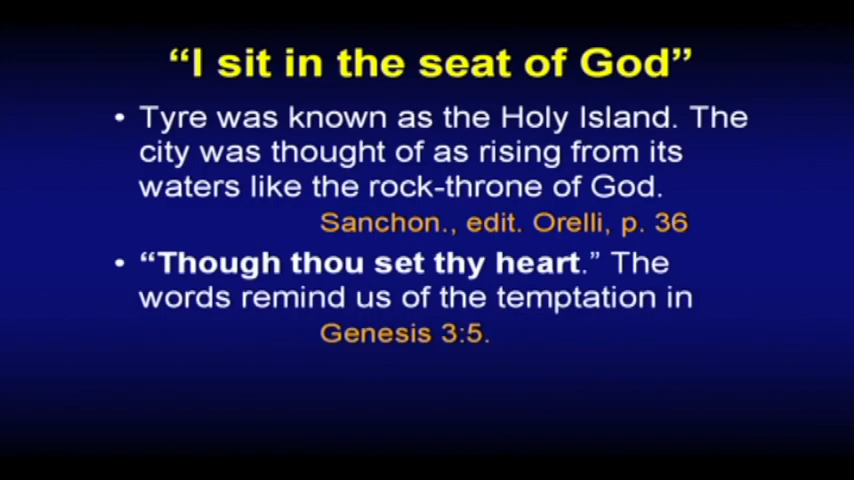 “I sit in the seat of God”
• Tyre was known as the Holy Island. The
city was thought of as rising from its
waters like the rock-throne of God.
Sanchon., edit. Orelli, p. 36
• “Though thou set thy heart.” The
words remind us of the temptation in
Genesis 3:5.